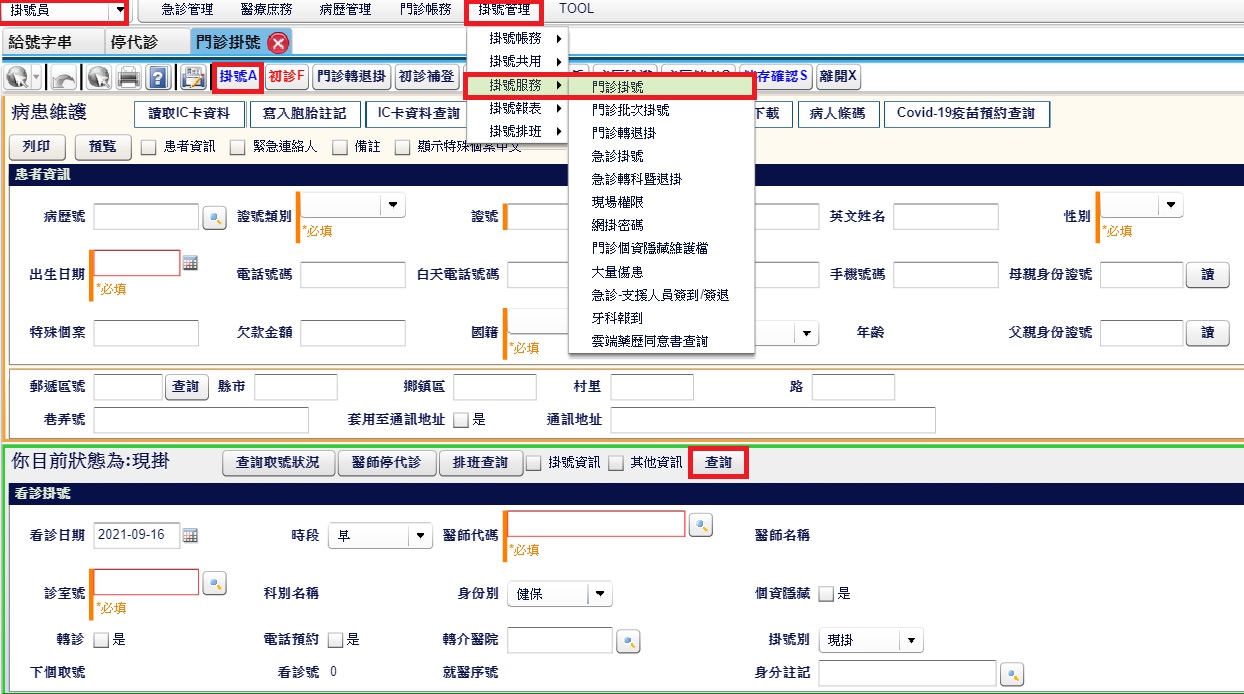 掛號員 急診管理 醫療庶務 病歷管理 門診帳務 掛號管理 TOOL
給號字串 停代診 門診掛號
掛號帳務
掛號共用
掛號服務
掛號報表
掛號排班
門診掛號
門診批次掛號
門診轉退掛
急診掛號
急診轉科暨退掛
現場權限
網掛密碼
門診個資隱藏維護檔
大量傷患
急診-支援人員簽到/簽退
牙科報到
雲端藥歷同意書查詢
掛號A 初診F 門診轉退掛 初診補登 存確認S 離開X
病患維護 讀取IC卡資料 寫入胞胎註記 IC卡資料查詢 下載 病人條碼 Covid-19疫苗預約查詢
列印 預覽 患者資訊 緊急連絡人 備註 顯示特殊個案中文
患者資訊
病歷號 證號類別 證號 英文姓名 性別
*必填 *必填
出生日期 電話號碼 白天電話號碼 手機號碼 母親身份證號 讀
*必填
特殊個案 欠款金額 國籍 年齡 父親身份證號 讀
*必填
郵遞區號 查詢 縣市 鄉鎮區 村里 路
巷弄號 套用至通訊地址 是 通訊地址
你目前狀態為:現掛 查詢取號狀況 醫師停代診 排班查詢 掛號資訊 其他資訊 查詢
看診掛號
看診日期 2021-09-16 時段 早 醫師代碼 醫師名稱
*必填
診室號 科別名稱 身份別 健保 個資隱藏 是
*必填
轉診 是 電話預約 是 轉介醫院 掛號別 現掛
下個取號 看診號 0 就醫序號 身分註記